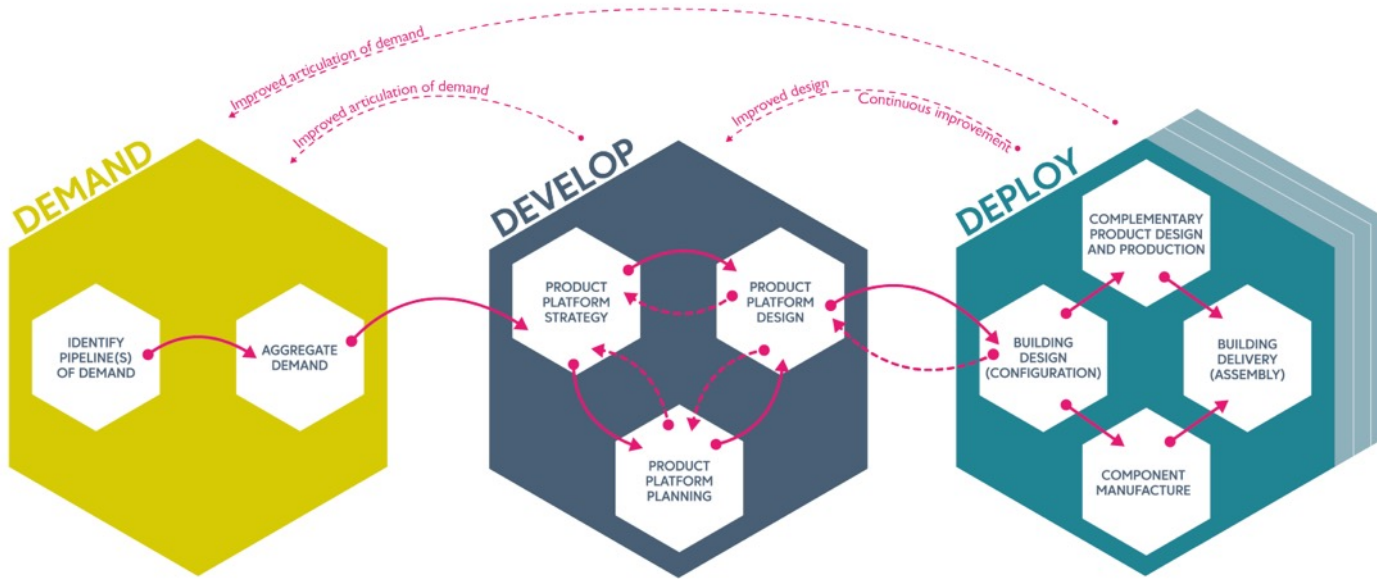 Improved articulation of demand
Improved articulation of demand
Improved design
Continuous improvement
DEMAND
IDENTIFY
PIPELINE(S)
OF DEMAND
AGGREGATE
DEMAND
DEVELOP
PRODUCT
PLATFORM
STRATEGY
PRODUCT
PLATFORM
DESIGN
PRODUCT
PLATFORM
PLANNING
DEPLOY
COMPLEMENTARY
PRODUCT DESIGN
AND PRODUCTION
BUILDING
DESIGN
(CONFIGURATION)
BUILDING
DELIVERY
(ASSEMBLY)
COMPONENT
MANUFACTURE